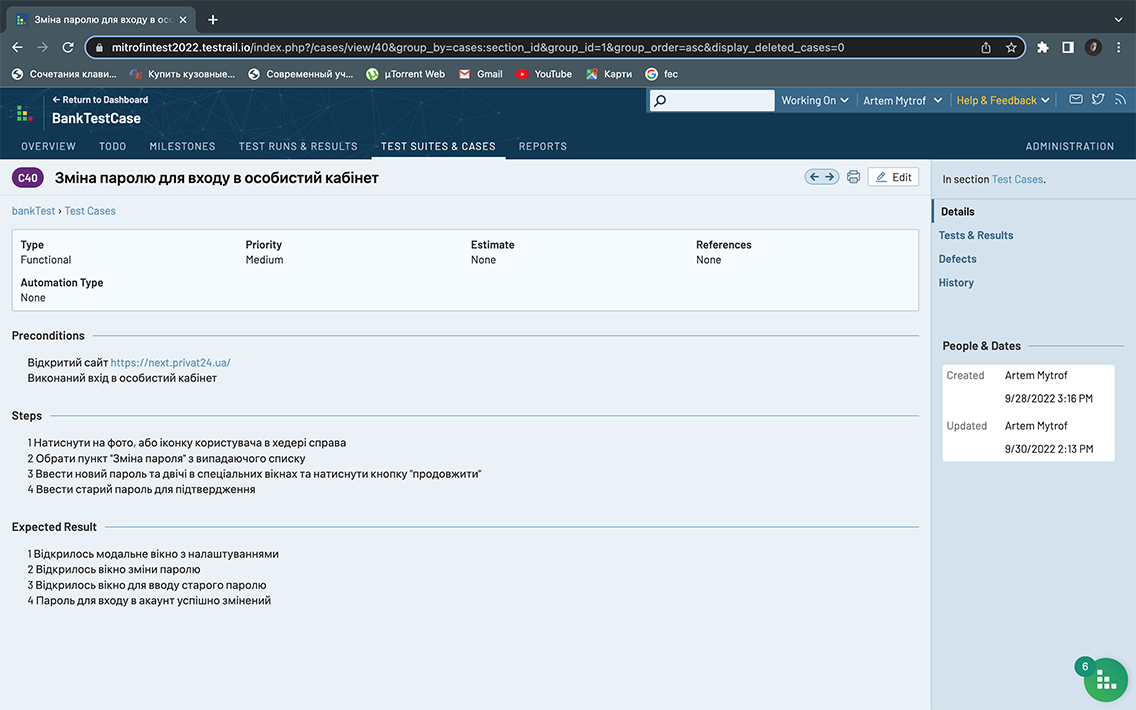 Зміна паролю для входу в осо
mitrofintest2022.testrail.io/index.php?/cases/view/40&group_by=cases:section_id&group_id=1&group_order=asc&display_deleted_cases=0
Сочетания клави... Купить кузовные... Современный уч... µTorrent Web Gmail YouTube Карти fec
← Return to Dashboard
BankTestCase
Working On Artem Mytrof Help & Feedback
OVERVIEW TODO MILESTONES TEST RUNS & RESULTS TEST SUITES & CASES REPORTS ADMINISTRATION
C40 Зміна паролю для входу в особистий кабінет
Edit
bankTest › Test Cases
Type Priority Estimate References
Functional Medium None None
Automation Type
None
Preconditions
Відкритий сайт https://next.privat24.ua/
Виконаний вхід в особистий кабінет
Steps
1 Натиснути на фото, або іконку користувача в хедері справа
2 Обрати пункт "Зміна пароля" з випадаючого списку
3 Ввести новий пароль та двічі в спеціальних вікнах та натиснути кнопку "продовжити"
4 Ввести старий пароль для підтвердження
Expected Result
1 Відкрилось модальне вікно з налаштуваннями
2 Відкрилось вікно зміни паролю
3 Відкрилось вікно для вводу старого паролю
4 Пароль для входу в акаунт успішно змінений
In section Test Cases.
Details
Tests & Results
Defects
History
People & Dates
Created Artem Mytrof
9/28/2022 3:16 PM
Updated Artem Mytrof
9/30/2022 2:13 PM
6